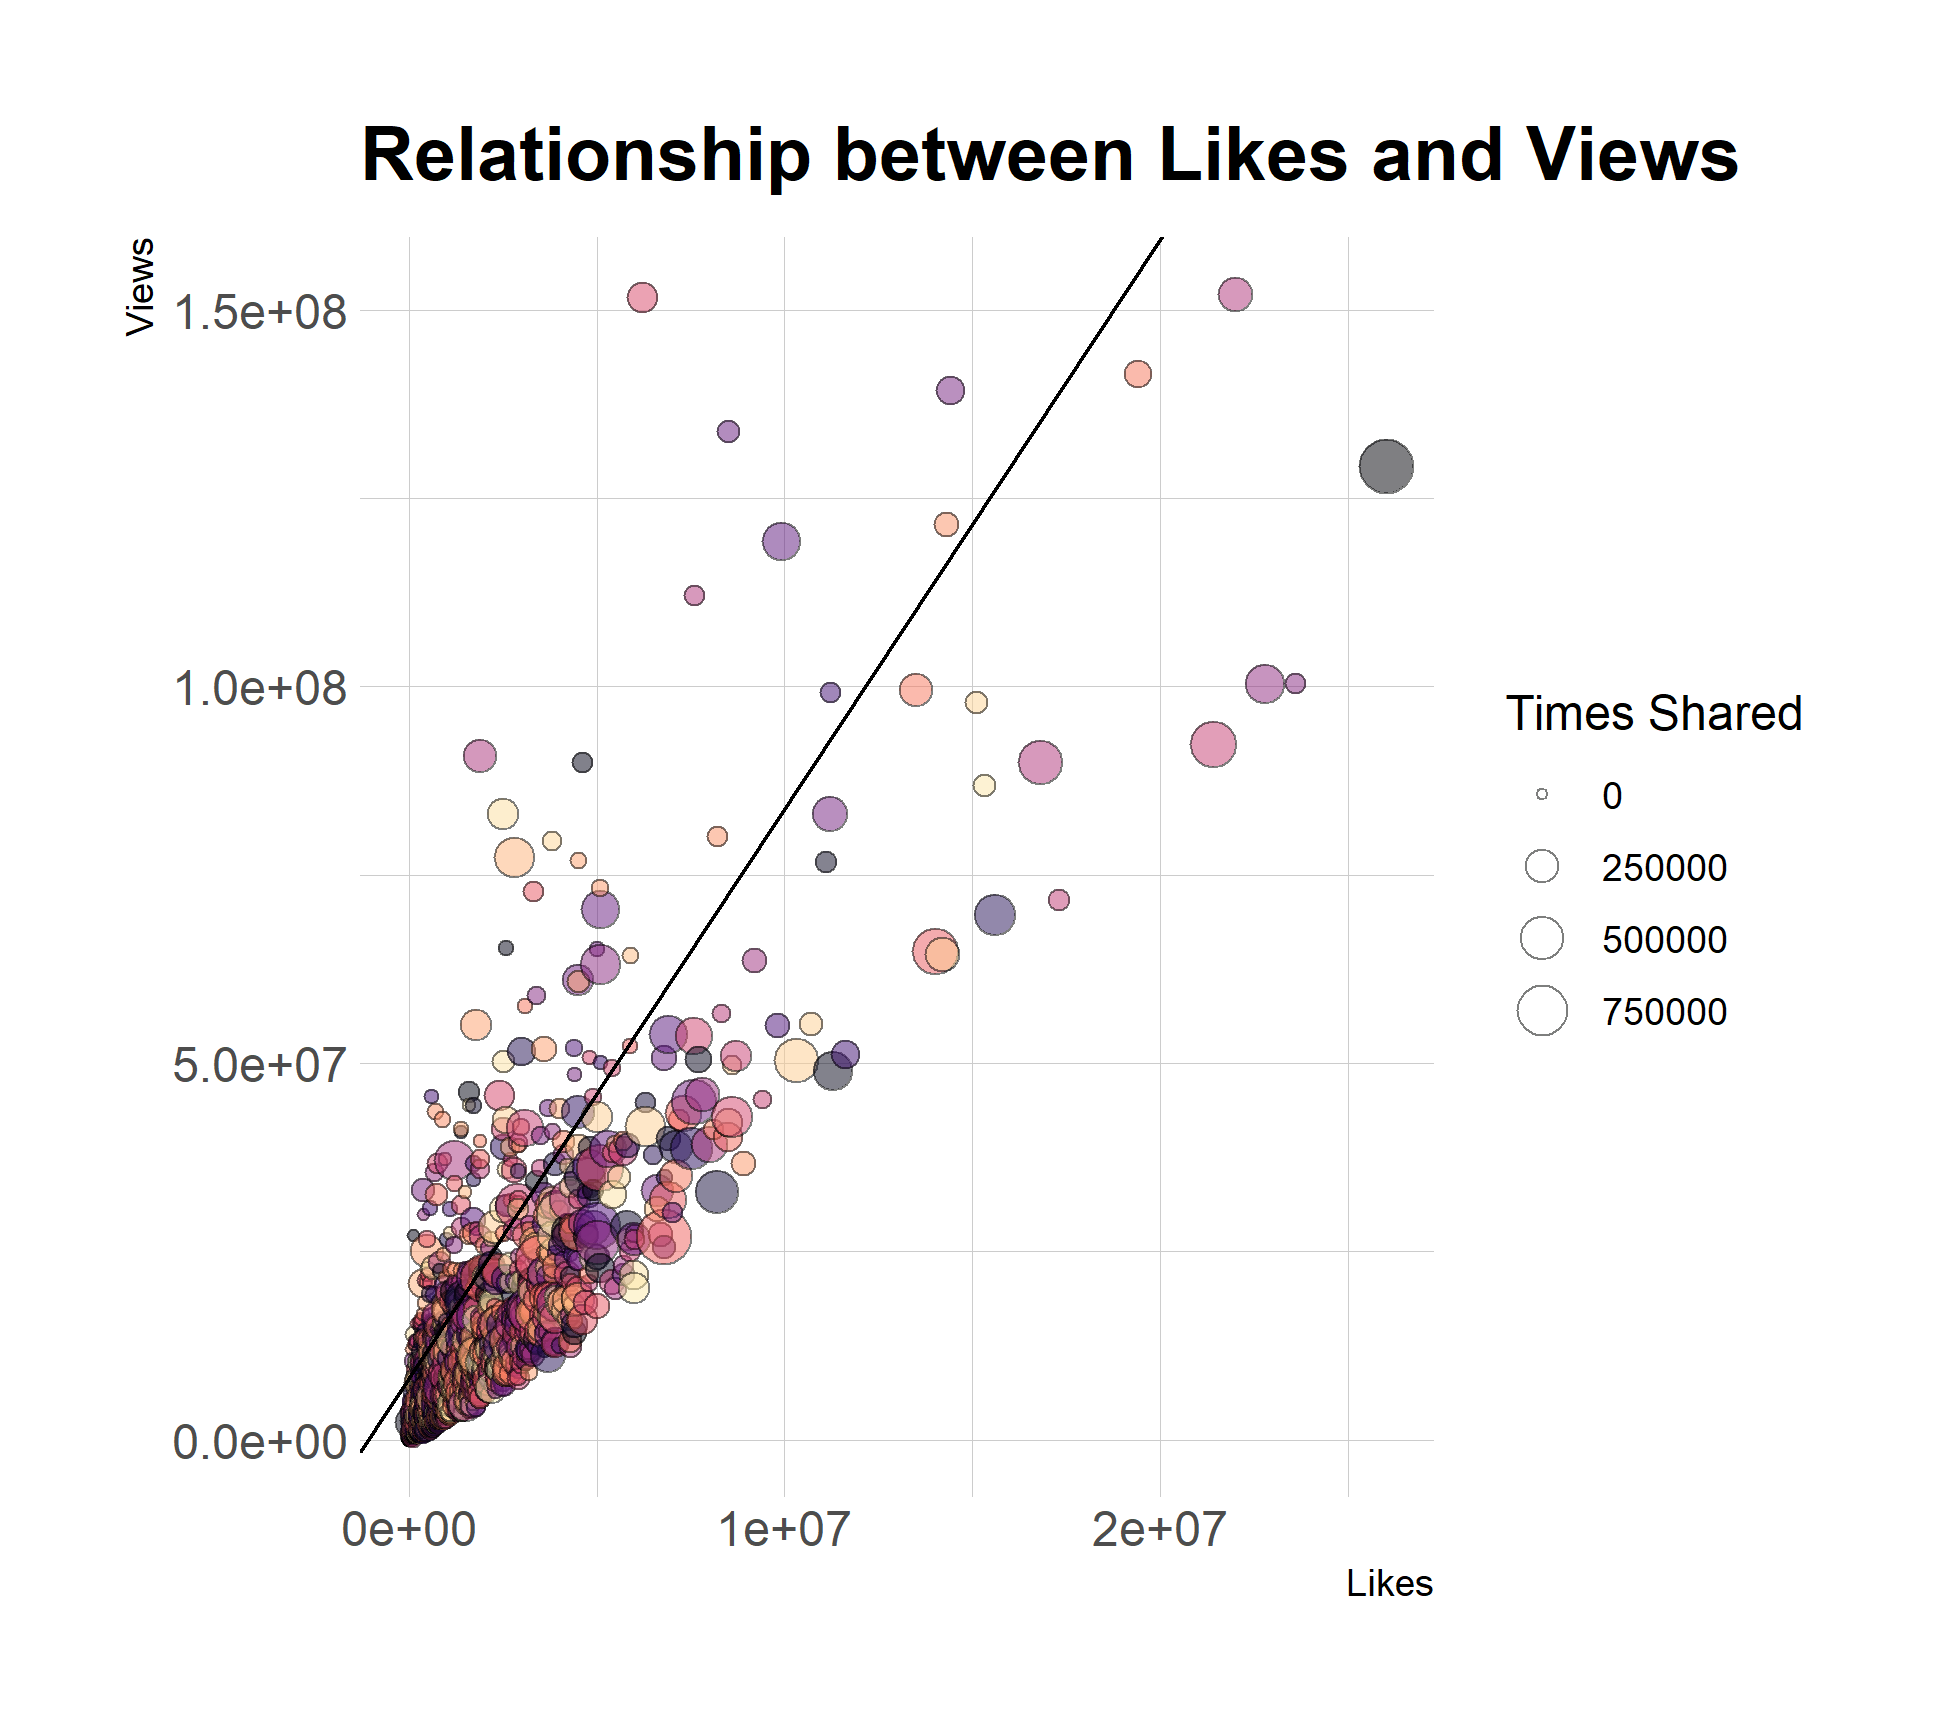 Relationship between Likes and Views
Views
1.5e+08
1.0e+08
5.0e+07
0.0e+00
0e+00
1e+07
2e+07
Likes
Times Shared
0
250000
500000
750000